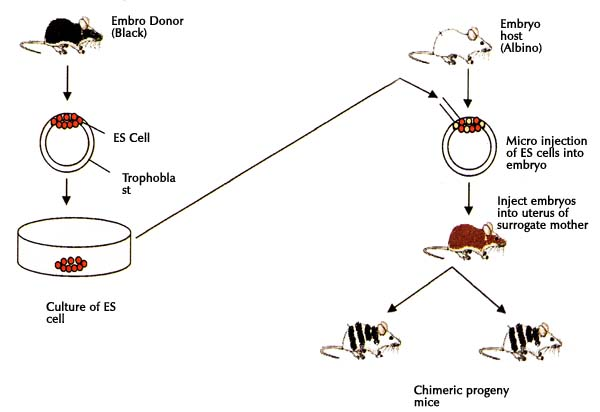 Embro Donor
(Black)
ES Cell
Trophobla
st
Culture of ES
cell
Embryo
host
(Albino)
Micro injection
of ES cells into
embryo
Inject embryos
into uterus of
surrogate mother
Chimeric progeny
mice